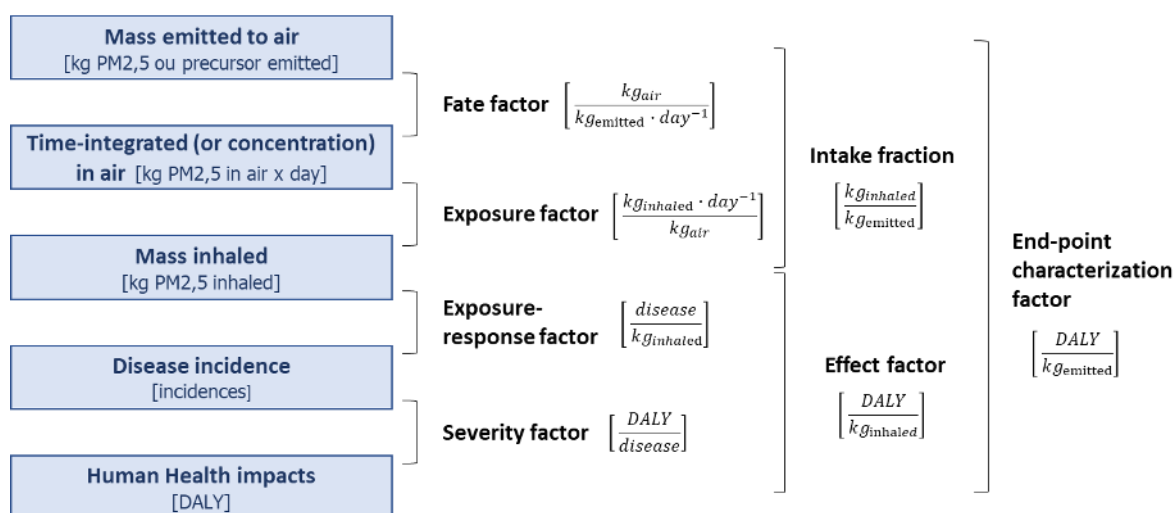 Mass emitted to air
[kg PM2,5 ou precursor emitted]
Fate factor [kg_air / kg_emitted · day⁻¹]
Time-integrated (or concentration)
in air [kg PM2,5 in air x day]
Intake fraction
[kg_inhaled / kg_emitted]
Exposure factor [kg_inhaled · day⁻¹ / kg_air]
Mass inhaled
[kg PM2,5 inhaled]
End-point
characterization
factor
[DALY / kg_emitted]
Exposure-
response factor [disease / kg_inhaled]
Disease incidence
[incidences]
Effect factor
[DALY / kg_inhaled]
Severity factor [DALY / disease]
Human Health impacts
[DALY]